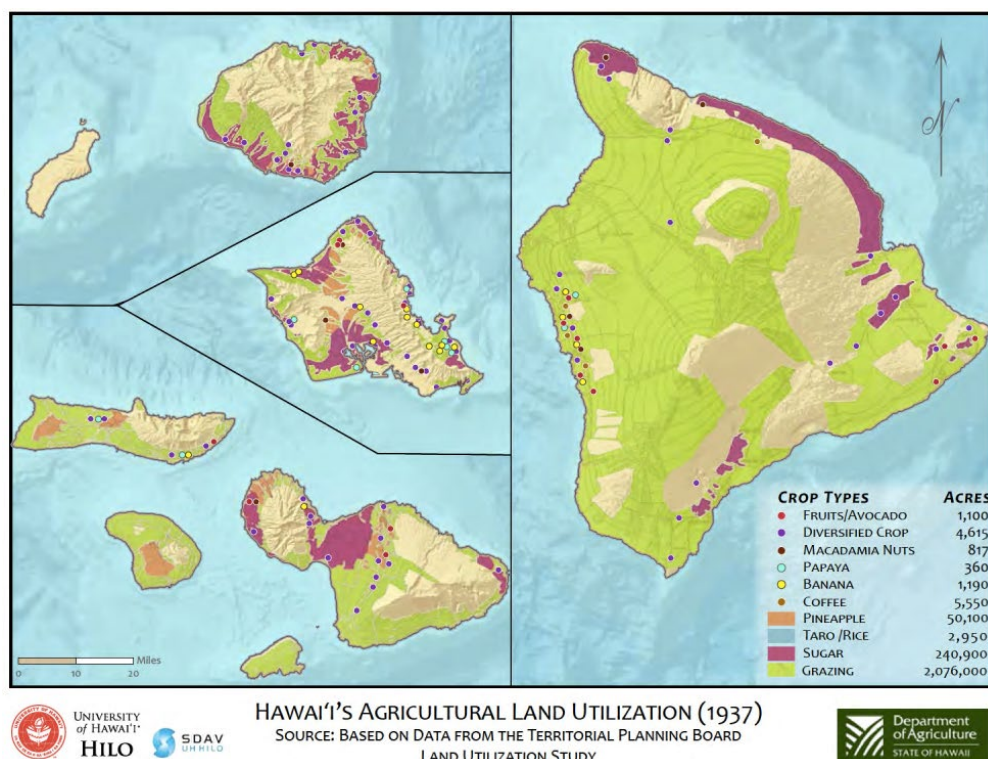 N
CROP TYPES ACRES
FRUITS/AVOCADO 1,100
DIVERSIFIED CROP 4,615
MACADAMIA NUTS 817
PAPAYA 360
BANANA 1,190
COFFEE 5,550
PINEAPPLE 50,100
TARO/RICE 2,950
SUGAR 240,900
GRAZING 2,076,000
Miles
0 10 20
HAWAI‘I'S AGRICULTURAL LAND UTILIZATION (1937)
SOURCE: BASED ON DATA FROM THE TERRITORIAL PLANNING BOARD
LAND UTILIZATION STUDY
UNIVERSITY
of HAWAI‘I
HILO
SDAV
UH HILO
Department
of Agriculture
STATE OF HAWAII